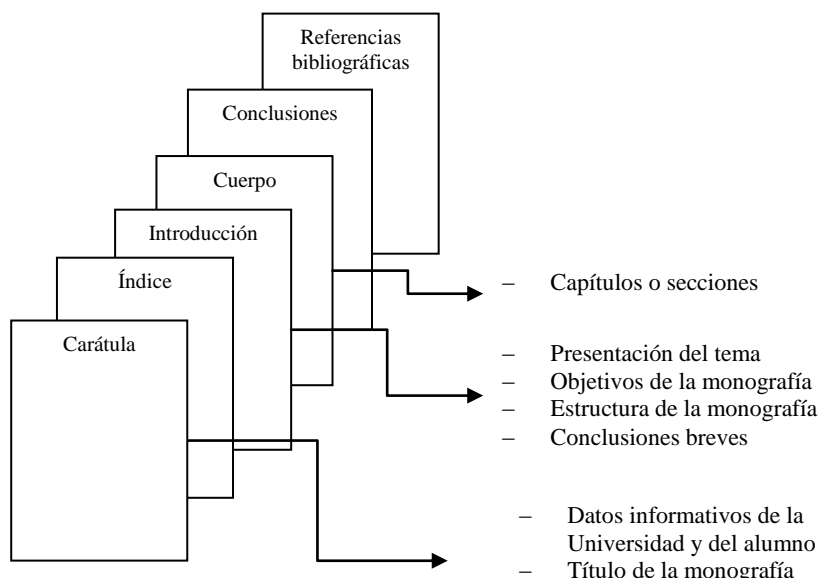 Referencias
bibliográficas
Conclusiones
Cuerpo
Introducción
Índice
Carátula
– Capítulos o secciones
– Presentación del tema
– Objetivos de la monografía
– Estructura de la monografía
– Conclusiones breves
– Datos informativos de la
Universidad y del alumno
– Título de la monografía